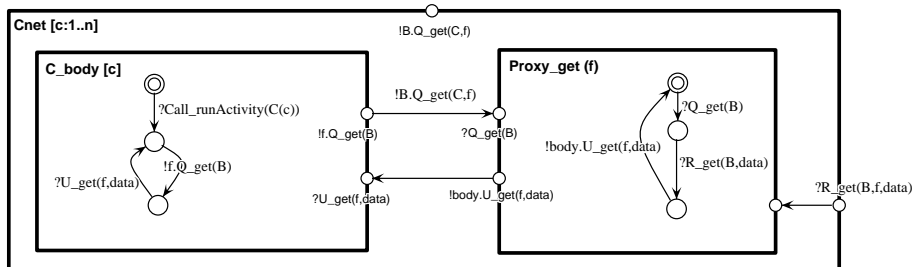 Cnet [c:1..n]
!B.Q_get(C,f)
C_body [c]
?Call_runActivity(C(c))
!f.Q_get(B)
?U_get(f,data)
!f.Q_get(B)
?U_get(f,data)
!B.Q_get(C,f)
Proxy_get (f)
?Q_get(B)
!body.U_get(f,data)
?Q_get(B)
!body.U_get(f,data)
?R_get(B,data)
?R_get(B,f,data)